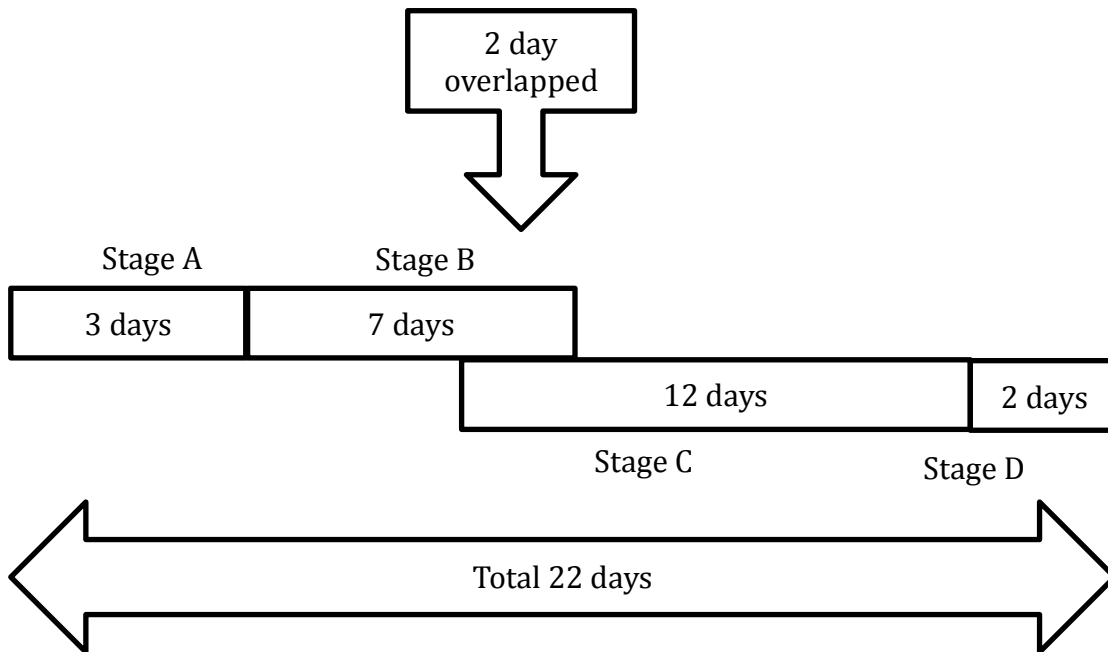 2 day
overlapped
Stage A
Stage B
3 days
7 days
12 days
2 days
Stage C
Stage D
Total 22 days